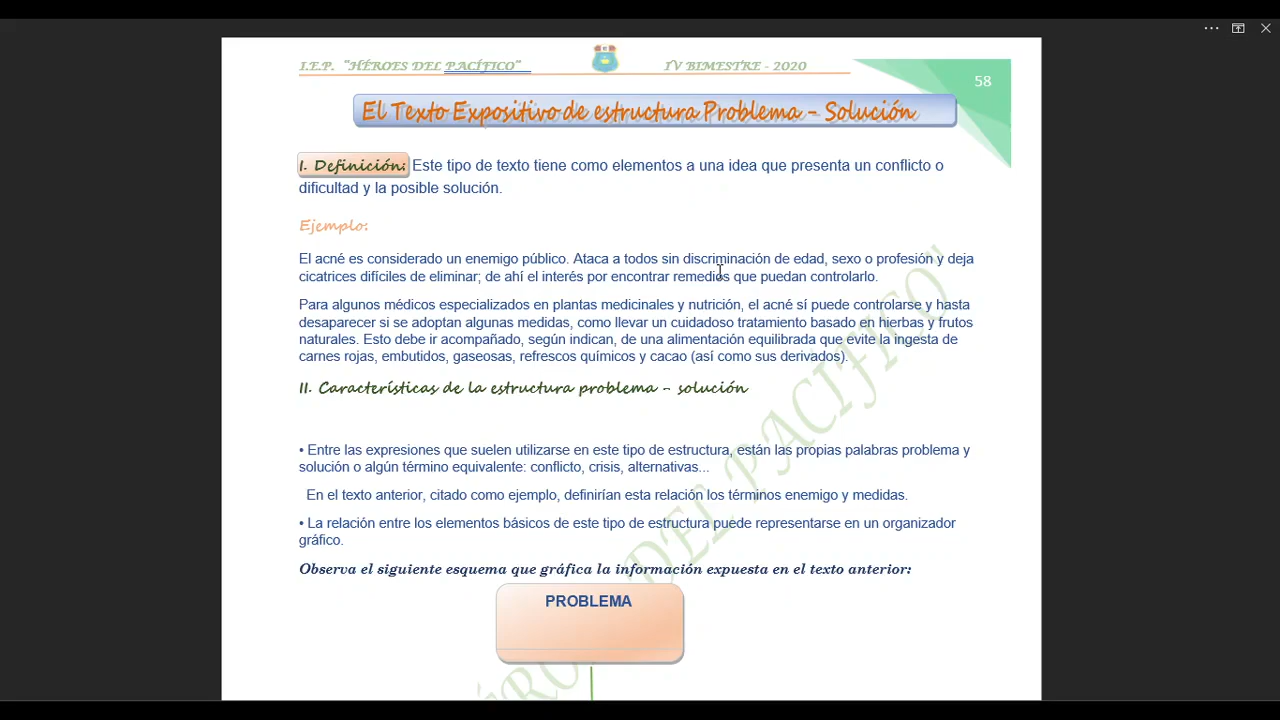 I.E.P. "HÉROES DEL PACÍFICO"
IV BIMESTRE - 2020
58
El Texto Expositivo de estructura Problema - Solución
I. Definición: Este tipo de texto tiene como elementos a una idea que presenta un conflicto o
dificultad y la posible solución.
Ejemplo:
El acné es considerado un enemigo público. Ataca a todos sin discriminación de edad, sexo o profesión y deja
cicatrices difíciles de eliminar; de ahí el interés por encontrar remedios que puedan controlarlo.
Para algunos médicos especializados en plantas medicinales y nutrición, el acné sí puede controlarse y hasta
desaparecer si se adoptan algunas medidas, como llevar un cuidadoso tratamiento basado en hierbas y frutos
naturales. Esto debe ir acompañado, según indican, de una alimentación equilibrada que evite la ingesta de
carnes rojas, embutidos, gaseosas, refrescos químicos y cacao (así como sus derivados).
II. Características de la estructura problema - solución
• Entre las expresiones que suelen utilizarse en este tipo de estructura, están las propias palabras problema y
solución o algún término equivalente: conflicto, crisis, alternativas...
En el texto anterior, citado como ejemplo, definirían esta relación los términos enemigo y medidas.
• La relación entre los elementos básicos de este tipo de estructura puede representarse en un organizador
gráfico.
Observa el siguiente esquema que gráfica la información expuesta en el texto anterior:
PROBLEMA
DEL PACÍFICO"